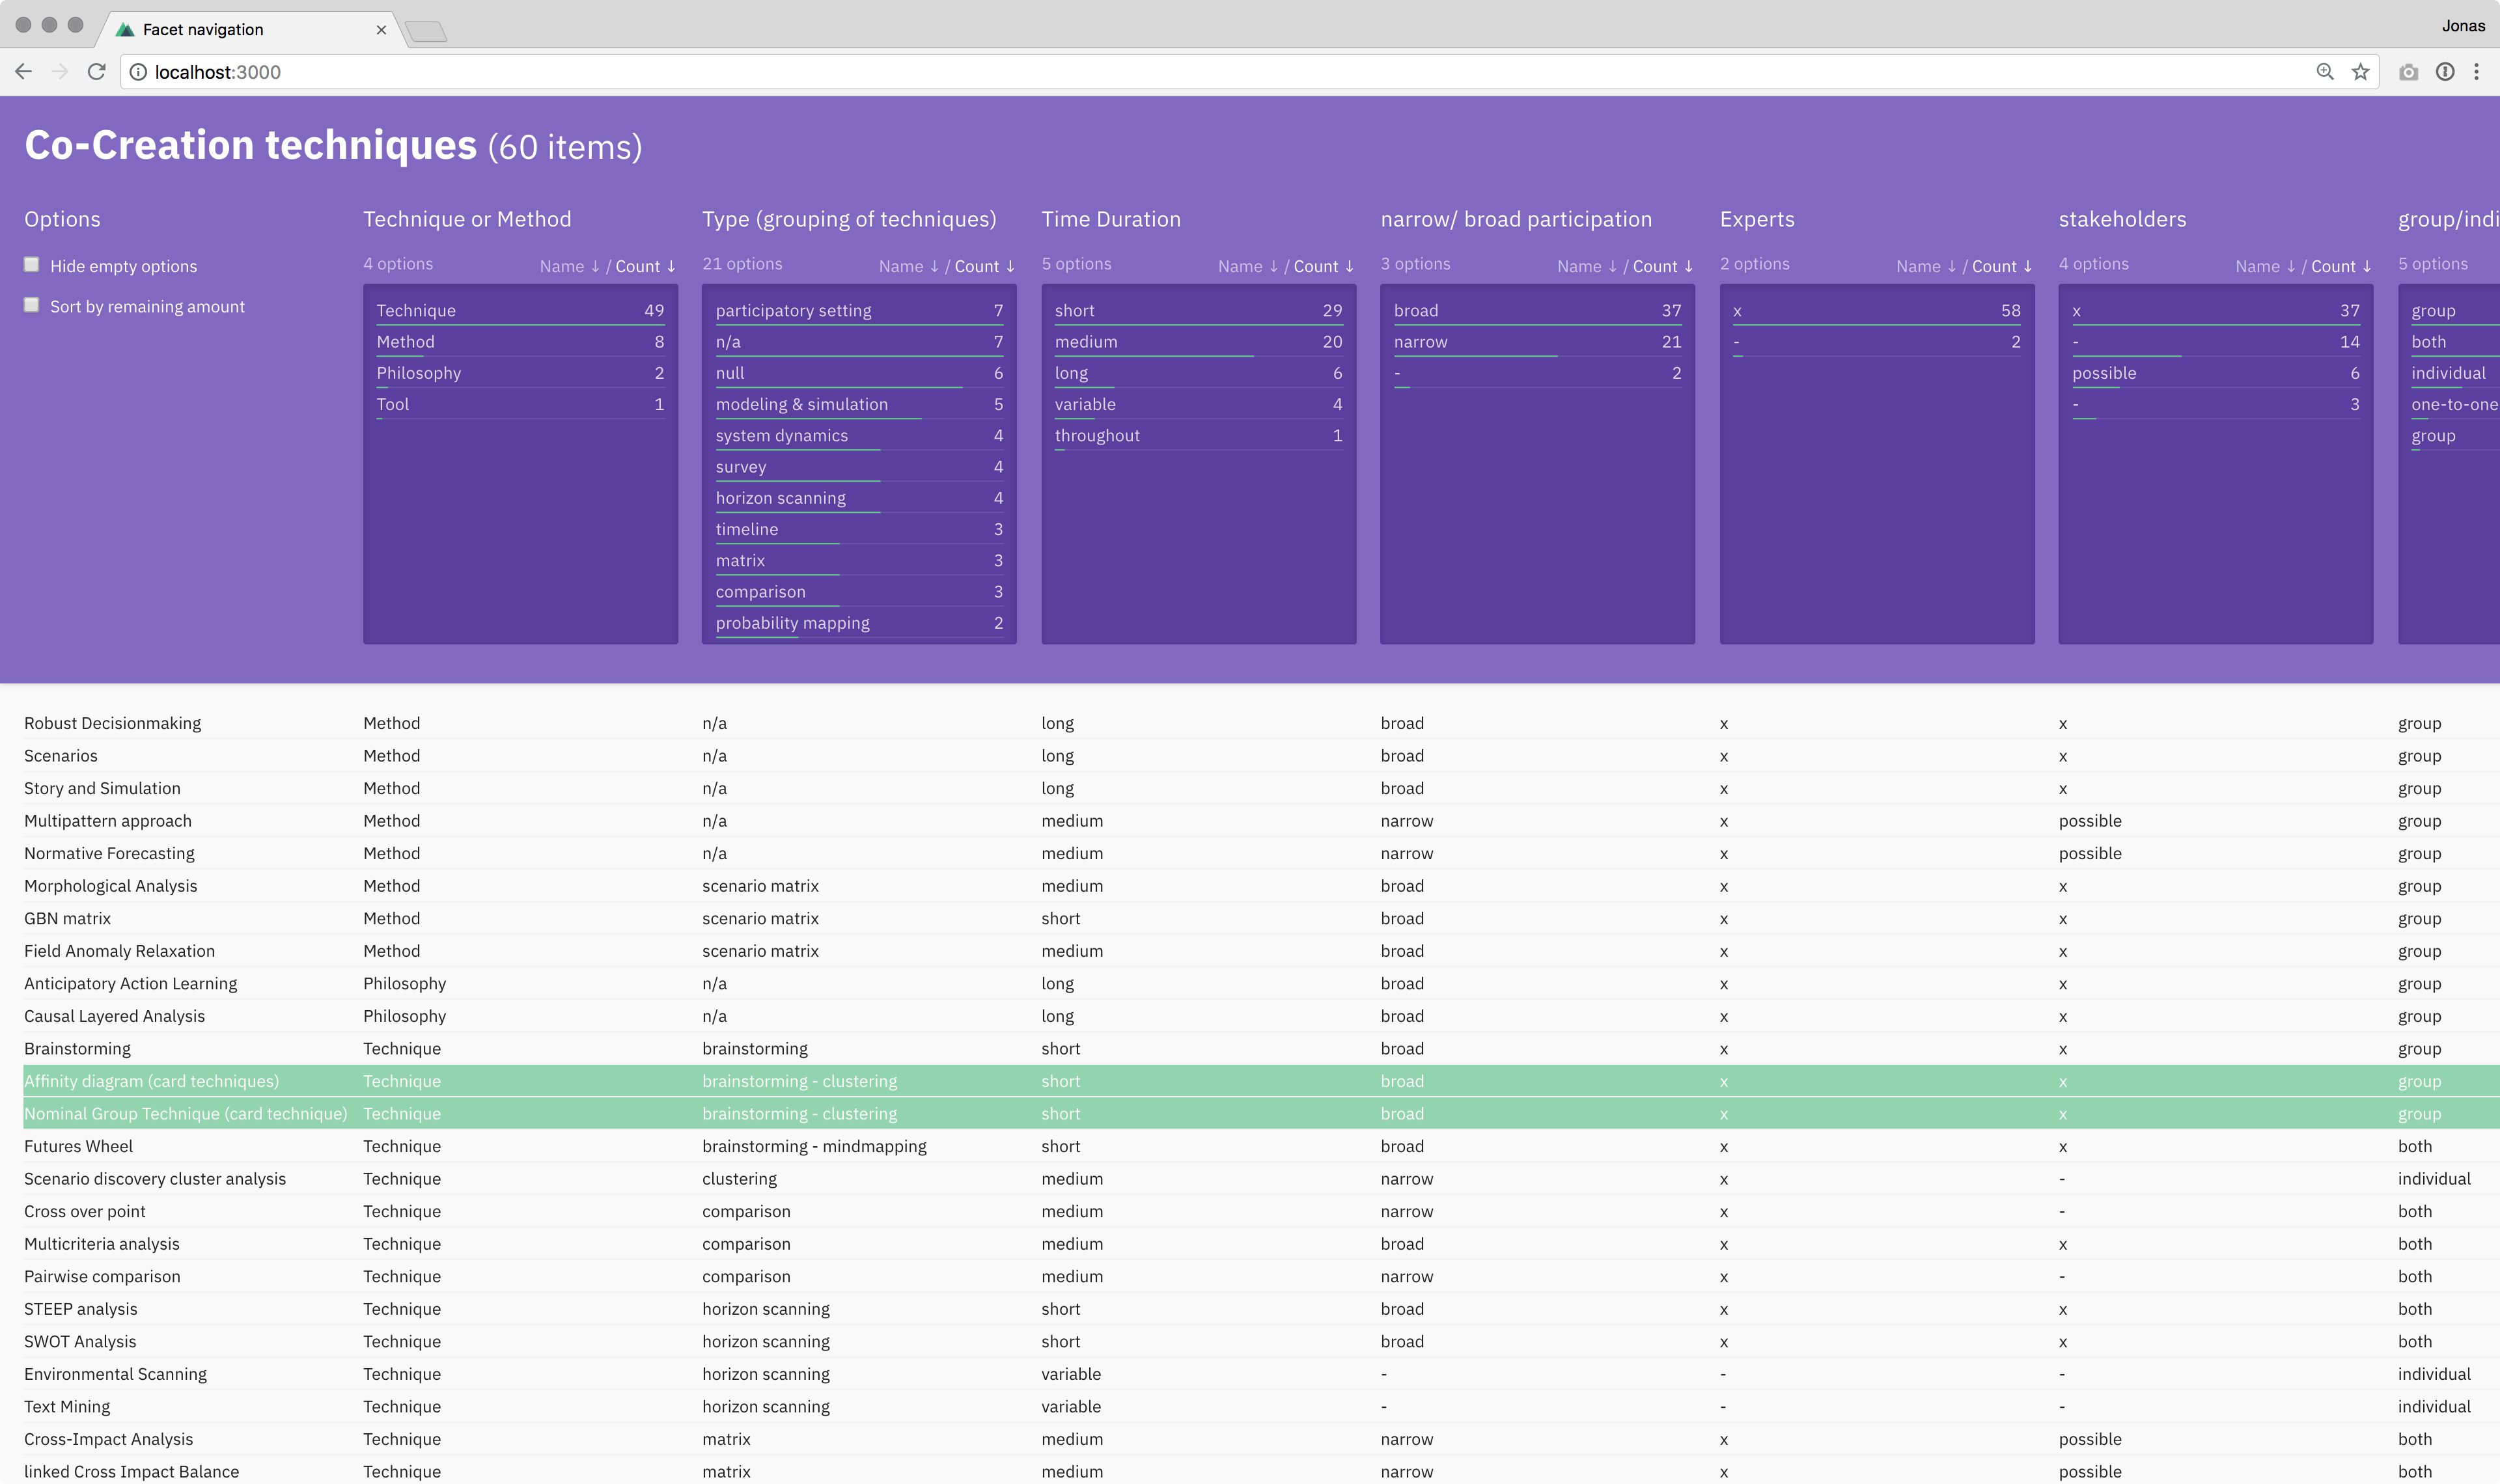 Facet navigation
Jonas
localhost:3000
Co-Creation techniques (60 items)
Options
Hide empty options
Sort by remaining amount
Technique or Method
4 options Name ↓ / Count ↓
Technique 49
Method 8
Philosophy 2
Tool 1
Type (grouping of techniques)
21 options Name ↓ / Count ↓
participatory setting 7
n/a 7
null 6
modeling & simulation 5
system dynamics 4
survey 4
horizon scanning 4
timeline 3
matrix 3
comparison 3
probability mapping 2
Time Duration
5 options Name ↓ / Count ↓
short 29
medium 20
long 6
variable 4
throughout 1
narrow/ broad participation
3 options Name ↓ / Count ↓
broad 37
narrow 21
- 2
Experts
2 options Name ↓ / Count ↓
x 58
- 2
stakeholders
4 options Name ↓ / Count ↓
x 37
- 14
possible 6
- 3
group/indi
5 options
group
both
individual
one-to-one
group
Robust Decisionmaking Method n/a long broad x x group
Scenarios Method n/a long broad x x group
Story and Simulation Method n/a long broad x x group
Multipattern approach Method n/a medium narrow x possible group
Normative Forecasting Method n/a medium narrow x possible group
Morphological Analysis Method scenario matrix medium broad x x group
GBN matrix Method scenario matrix short broad x x group
Field Anomaly Relaxation Method scenario matrix medium broad x x group
Anticipatory Action Learning Philosophy n/a long broad x x group
Causal Layered Analysis Philosophy n/a long broad x x group
Brainstorming Technique brainstorming short broad x x group
Affinity diagram (card techniques) Technique brainstorming - clustering short broad x x group
Nominal Group Technique (card technique) Technique brainstorming - clustering short broad x x group
Futures Wheel Technique brainstorming - mindmapping short broad x x both
Scenario discovery cluster analysis Technique clustering medium narrow x - individual
Cross over point Technique comparison medium narrow x - both
Multicriteria analysis Technique comparison medium broad x x both
Pairwise comparison Technique comparison medium narrow x - both
STEEP analysis Technique horizon scanning short broad x x both
SWOT Analysis Technique horizon scanning short broad x x both
Environmental Scanning Technique horizon scanning variable - - - individual
Text Mining Technique horizon scanning variable - - - individual
Cross-Impact Analysis Technique matrix medium narrow x possible both
linked Cross Impact Balance Technique matrix medium narrow x possible both